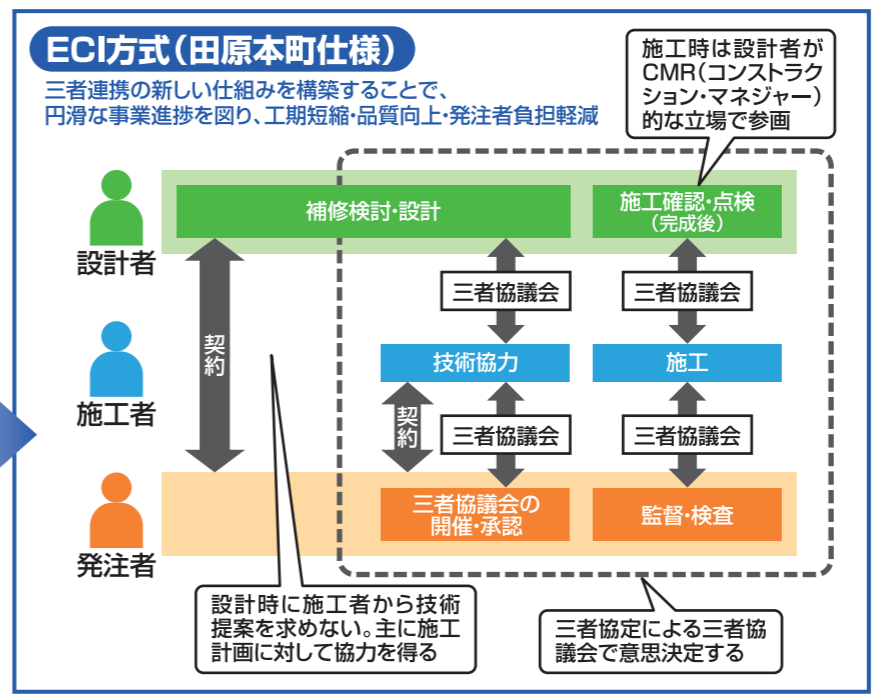 ECI方式（田原本町仕様）
三者連携の新しい仕組みを構築することで、
円滑な事業進捗を図り、工期短縮・品質向上・発注者負担軽減
施工時は設計者が
CMR（コンストラク
ション・マネジャー）
的な立場で参画
設計者
補修検討・設計
施工確認・点検
（完成後）
三者協議会
三者協議会
契約
施工者
技術協力
施工
契約
三者協議会
三者協議会
発注者
三者協議会の
開催・承認
監督・検査
設計時に施工者から技術
提案を求めない。主に施工
計画に対して協力を得る
三者協定による三者協
議会で意思決定する